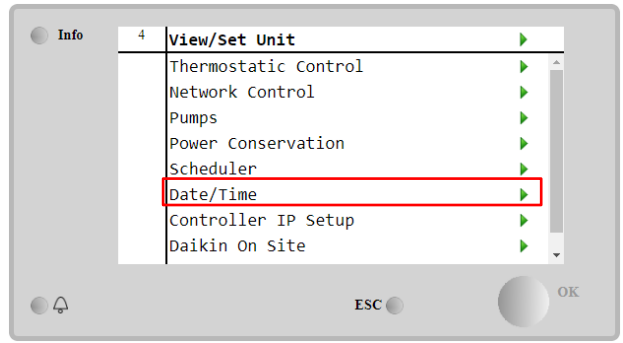 Info
4 View/Set Unit
Thermostatic Control
Network Control
Pumps
Power Conservation
Scheduler
Date/Time
Controller IP Setup
Daikin On Site
ESC
OK